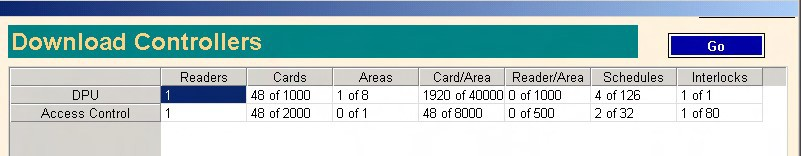 Download Controllers
Go
Readers Cards Areas Card/Area Reader/Area Schedules Interlocks
DPU 1 48 of 1000 1 of 8 1920 of 40000 0 of 1000 4 of 126 1 of 1
Access Control 1 48 of 2000 0 of 1 48 of 8000 0 of 500 2 of 32 1 of 80